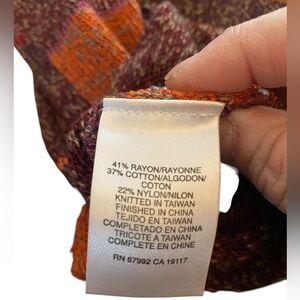 41% RAYON/RAYONNE
37% COTTON/ALGODON/
COTON
22% NYLON/NILON
KNITTED IN TAIWAN
FINISHED IN CHINA
TEJIDO EN TAIWAN
COMPLETADO EN CHINA
TRICOTE A TAIWAN
COMPLETE EN CHINE
RN 67992 CA 19117